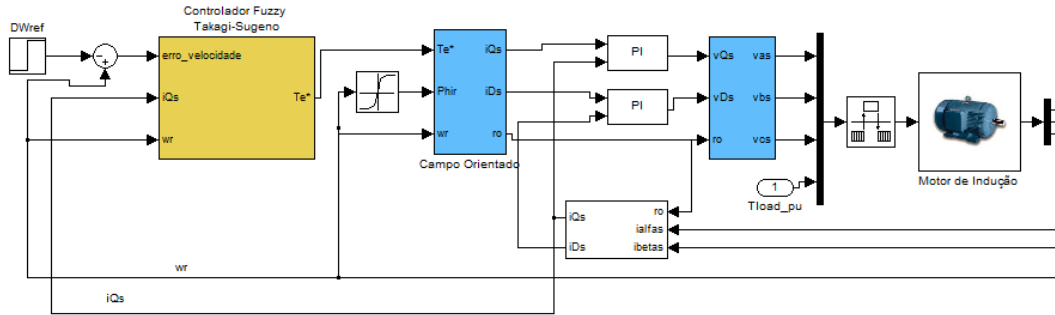 Controlador Fuzzy
Takagi-Sugeno
DWref
erro_velocidade
iQs
wr
Te*
Te*
Phir
wr
iQs
iDs
ro
Campo Orientado
PI
PI
vQs
vDs
ro
vas
vbs
vcs
1
Tload_pu
Motor de Indução
iQs
iDs
ro
ialfas
ibetas
wr
iQs